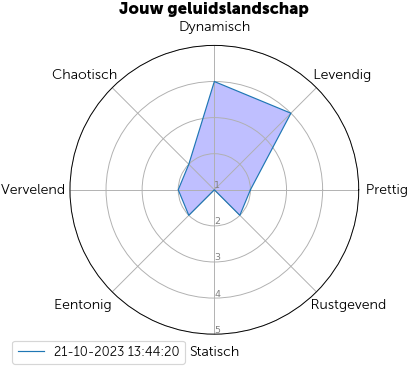 Jouw geluidslandschap
Dynamisch
Chaotisch
Levendig
Vervelend
1
Prettig
2
3
4
Eentonig
Rustgevend
5
21-10-2023 13:44:20
Statisch